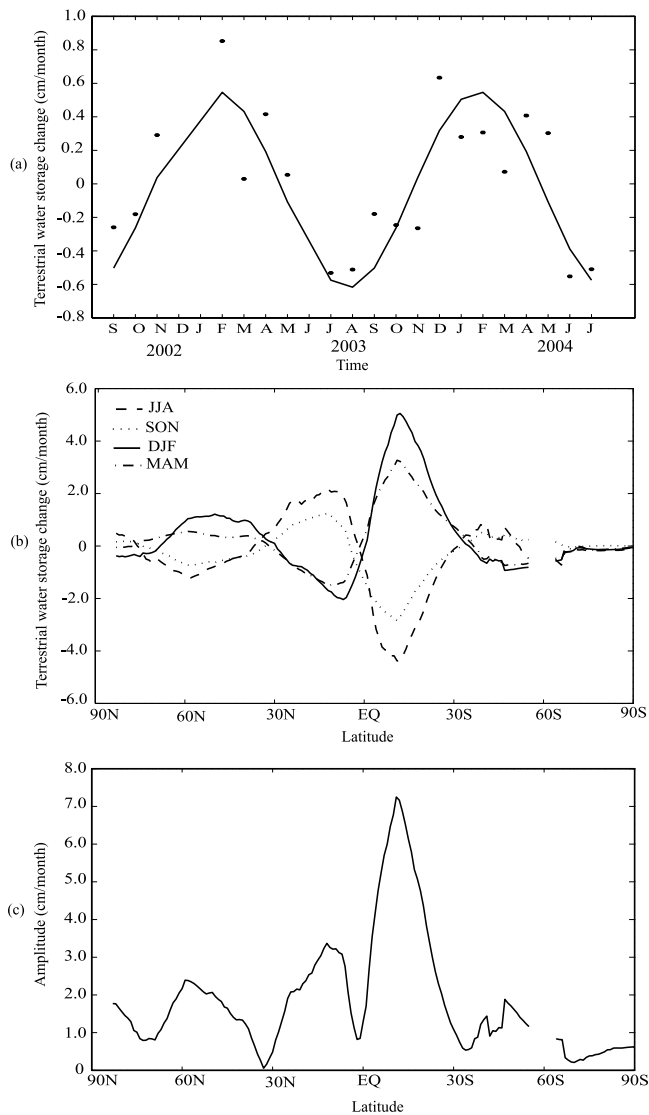 1.0
0.8
0.6
0.4
0.2
0
-0.2
-0.4
-0.6
-0.8
Terrestrial water storage change (cm/month)
(a)
S O N D J F M A M J J A S O N D J F M A M J J
2002 2003 2004
Time
6.0
4.0
2.0
0
-2.0
-4.0
-6.0
Terrestrial water storage change (cm/month)
(b)
JJA
SON
DJF
MAM
90N 60N 30N EQ 30S 60S 90S
Latitude
8.0
7.0
6.0
5.0
4.0
3.0
2.0
1.0
0
Amplitude (cm/month)
(c)
90N 60N 30N EQ 30S 60S 90S
Latitude